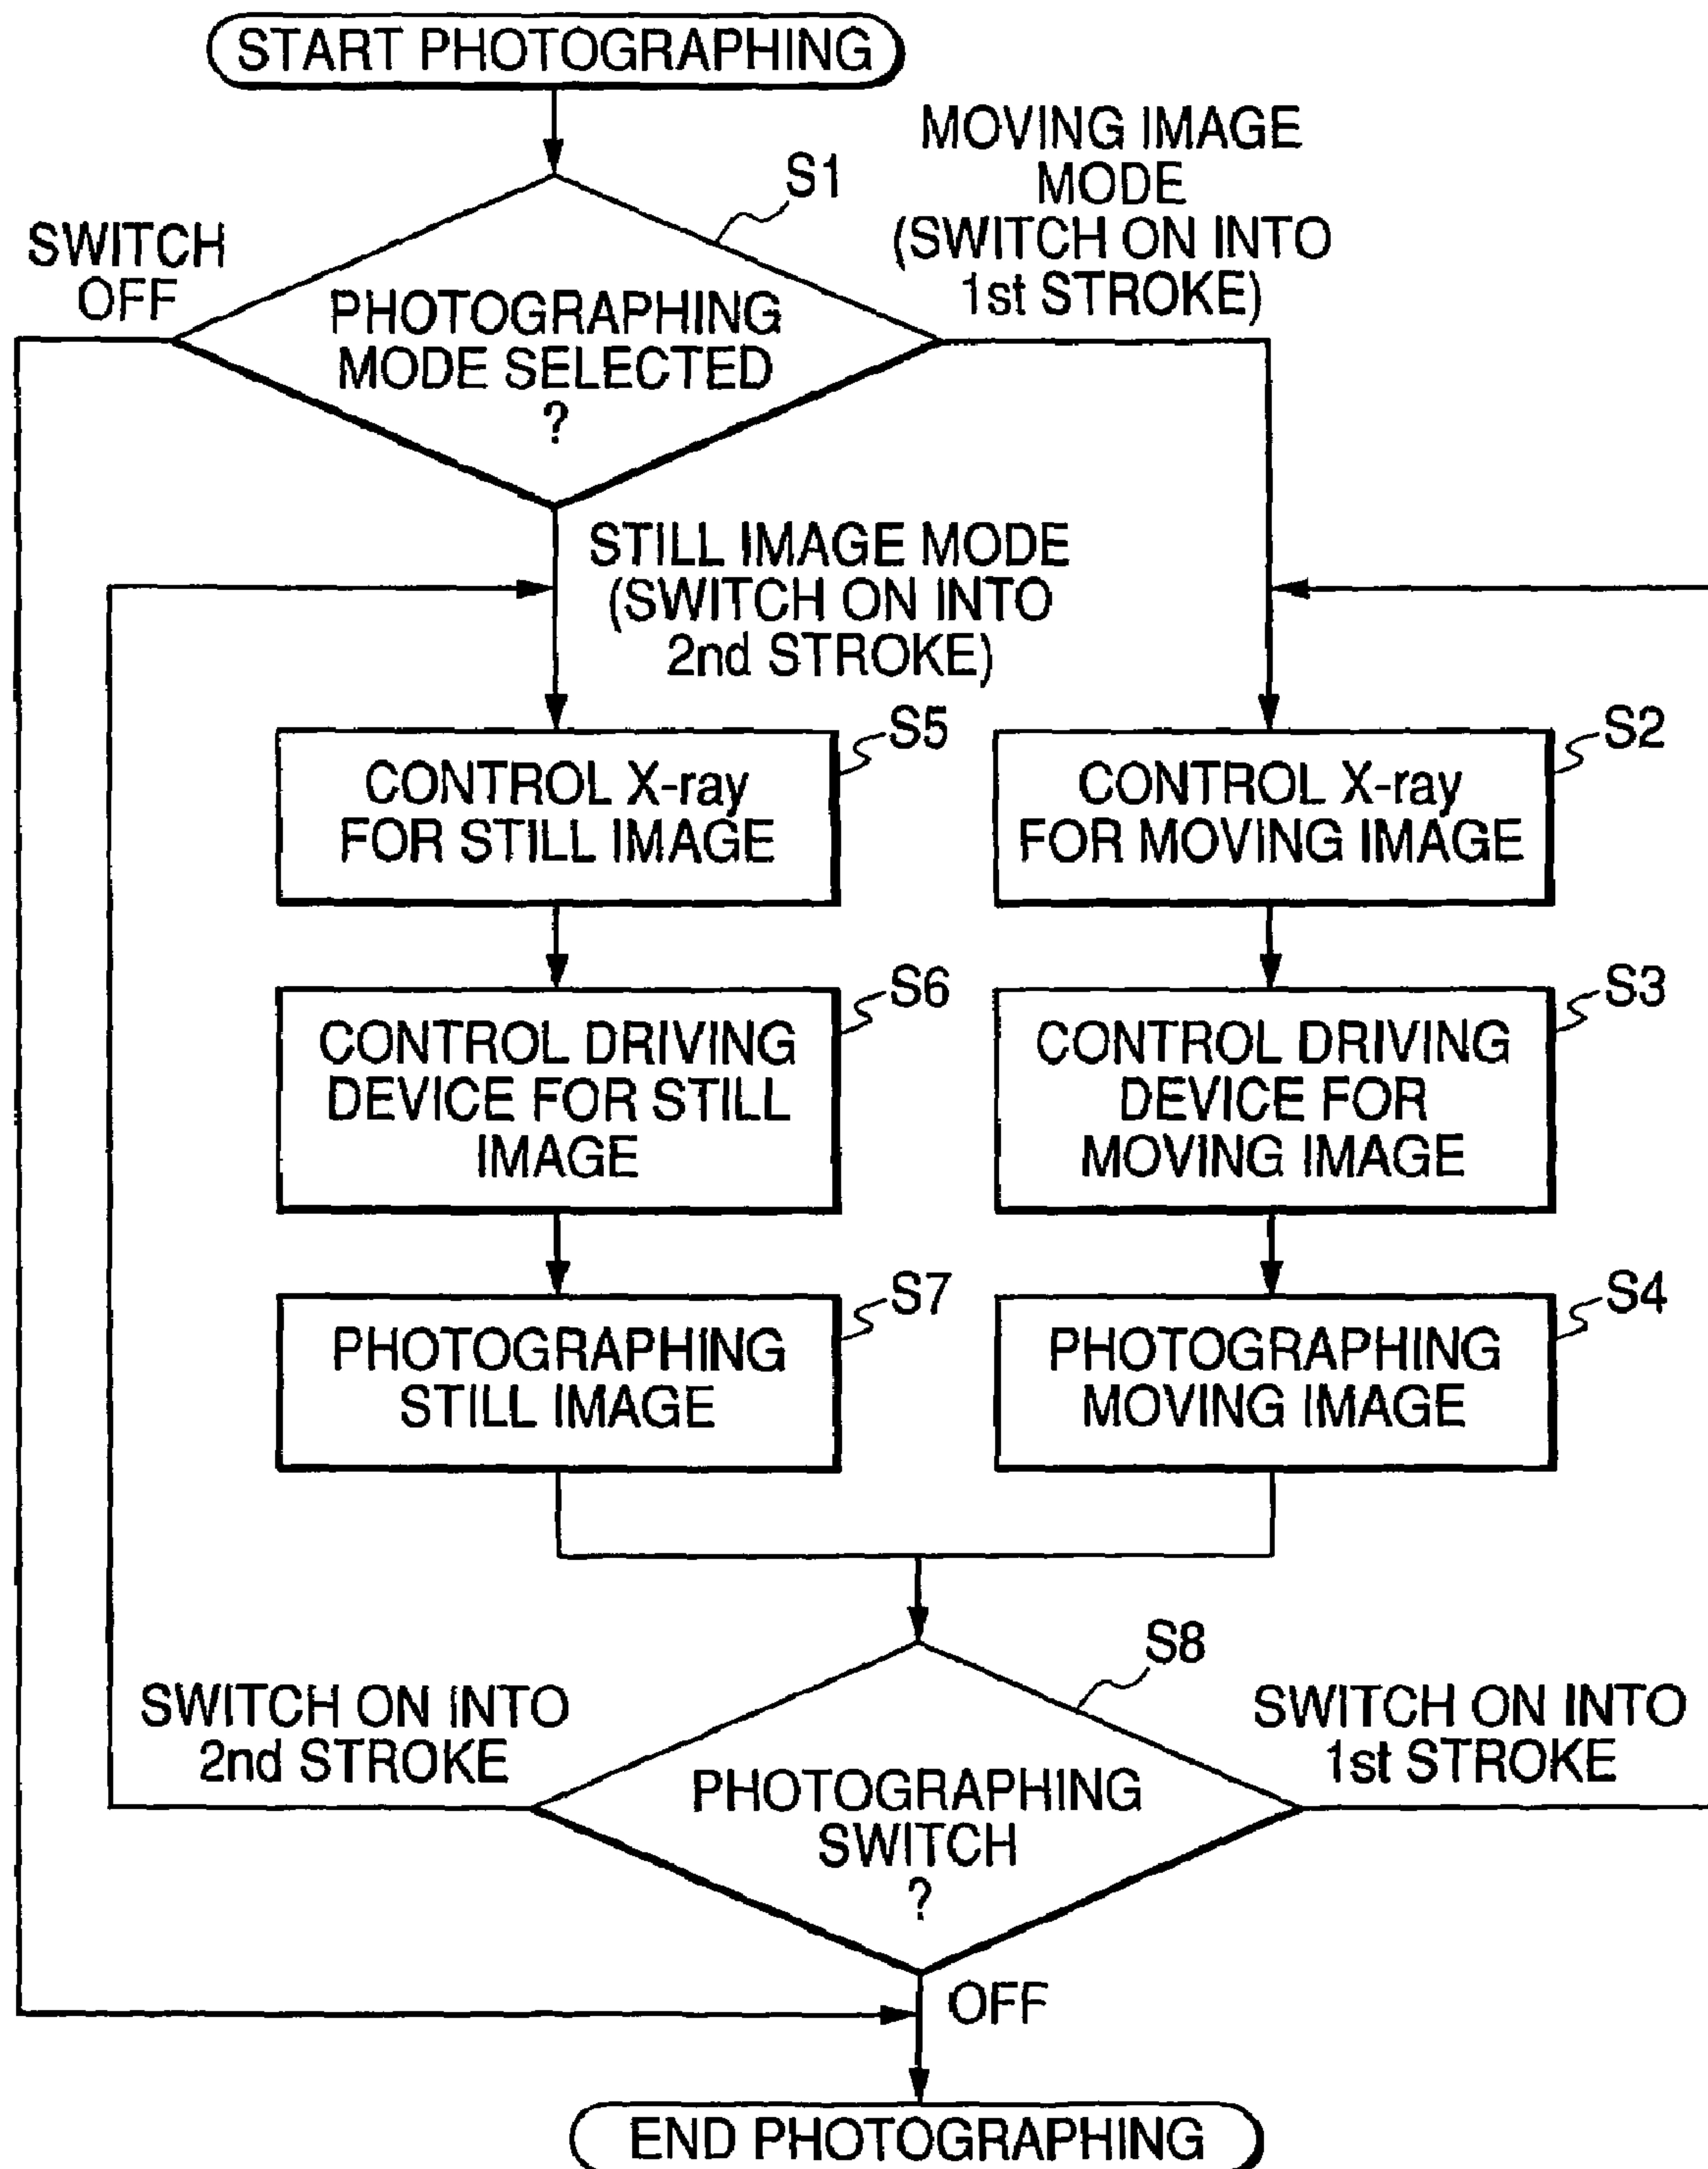 START PHOTOGRAPHING
S1
MOVING IMAGE
MODE
(SWITCH ON INTO
1st STROKE)
SWITCH
OFF
PHOTOGRAPHING
MODE SELECTED
?
STILL IMAGE MODE
(SWITCH ON INTO
2nd STROKE)
S5
CONTROL X-ray
FOR STILL IMAGE
S2
CONTROL X-ray
FOR MOVING IMAGE
S6
CONTROL DRIVING
DEVICE FOR STILL
IMAGE
S3
CONTROL DRIVING
DEVICE FOR
MOVING IMAGE
S7
PHOTOGRAPHING
STILL IMAGE
S4
PHOTOGRAPHING
MOVING IMAGE
S8
SWITCH ON INTO
2nd STROKE
SWITCH ON INTO
1st STROKE
PHOTOGRAPHING
SWITCH
?
OFF
END PHOTOGRAPHING